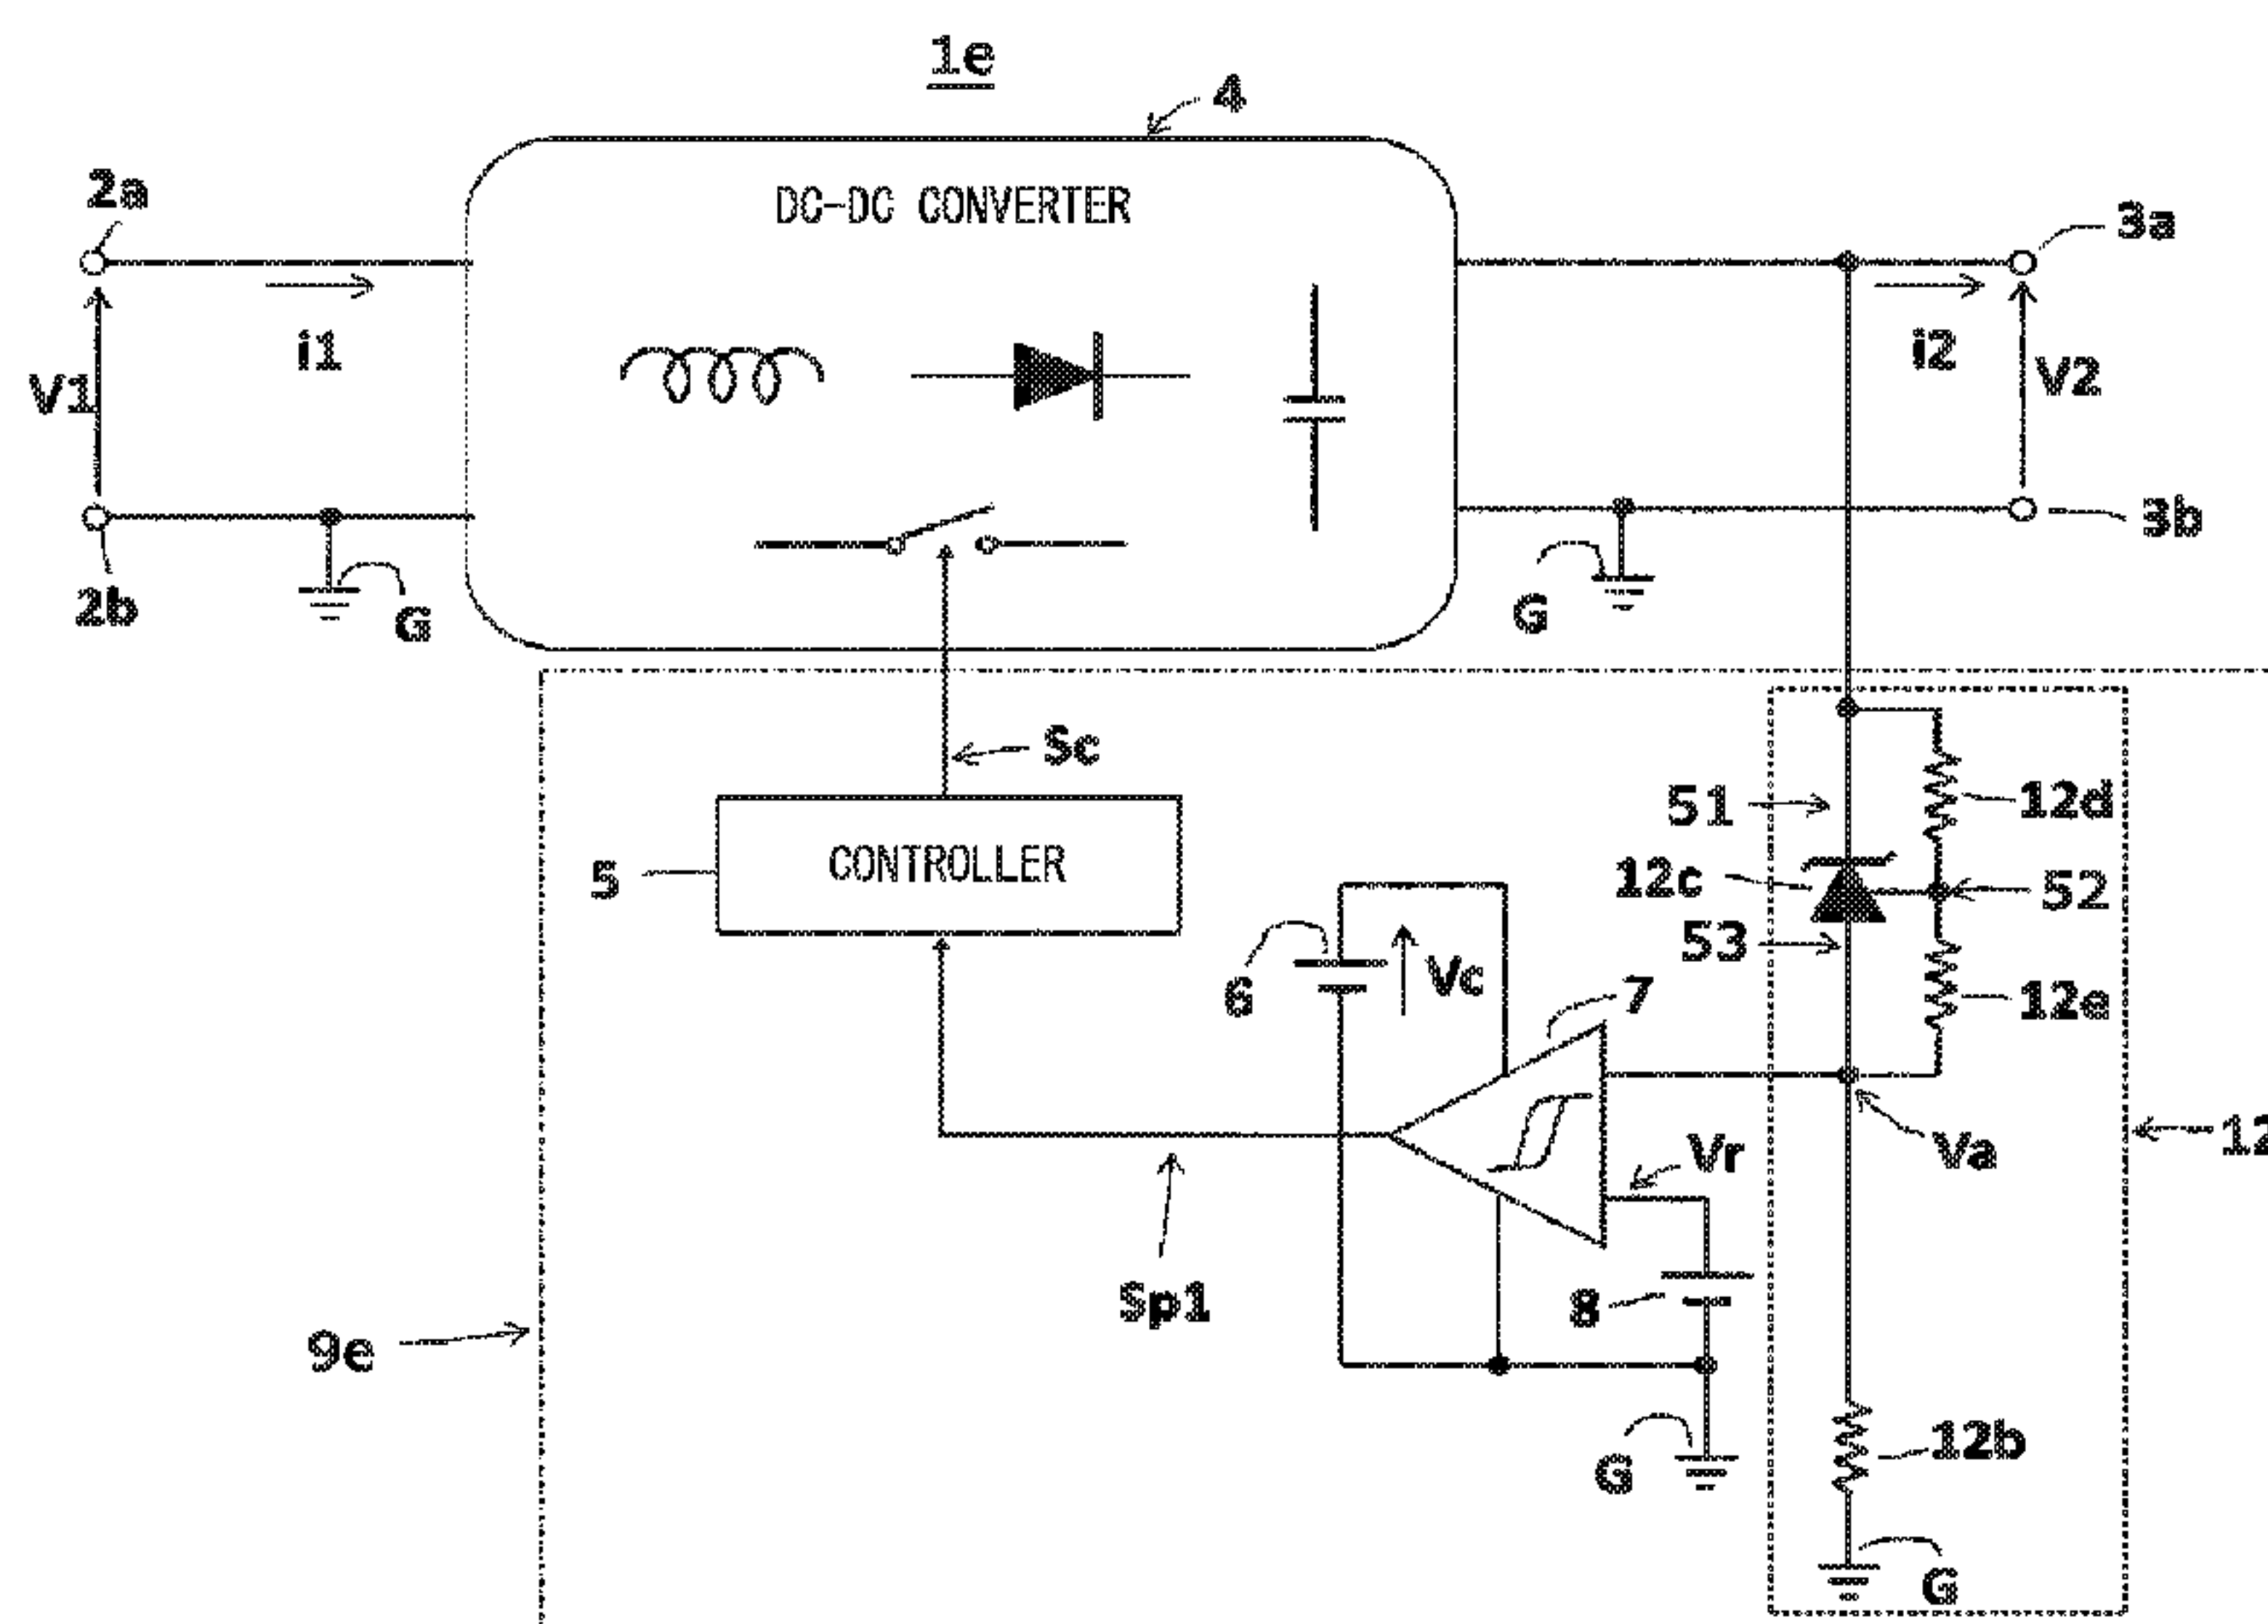 1e
4
2a
DC-DC CONVERTER
3a
i1
i2
V1
V2
2b
G
G
3b
Sc
51
12d
5
CONTROLLER
12c
52
53
6
Vc
7
12e
Va
12
Vr
Sp1
8
9e
12b
G
G